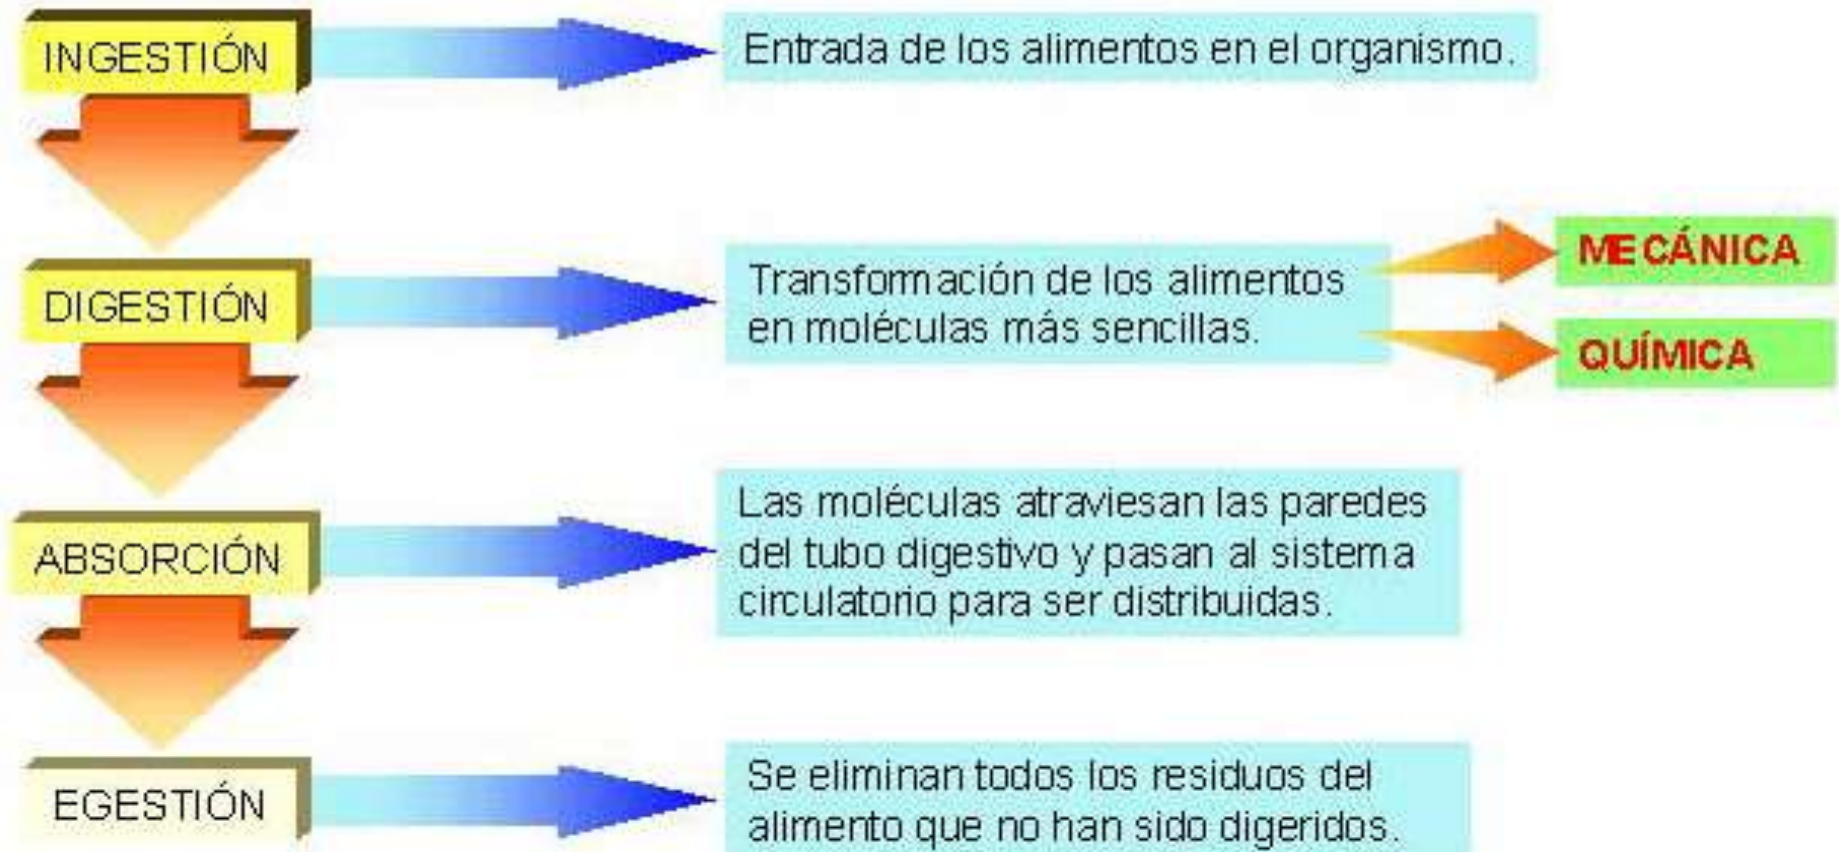 INGESTIÓN
Entrada de los alimentos en el organismo.
DIGESTIÓN
Transformación de los alimentos
en moléculas más sencillas.
MECÁNICA
QUÍMICA
ABSORCIÓN
Las moléculas atraviesan las paredes
del tubo digestivo y pasan al sistema
circulatorio para ser distribuidas.
EGESTIÓN
Se eliminan todos los residuos del
alimento que no han sido digeridos.